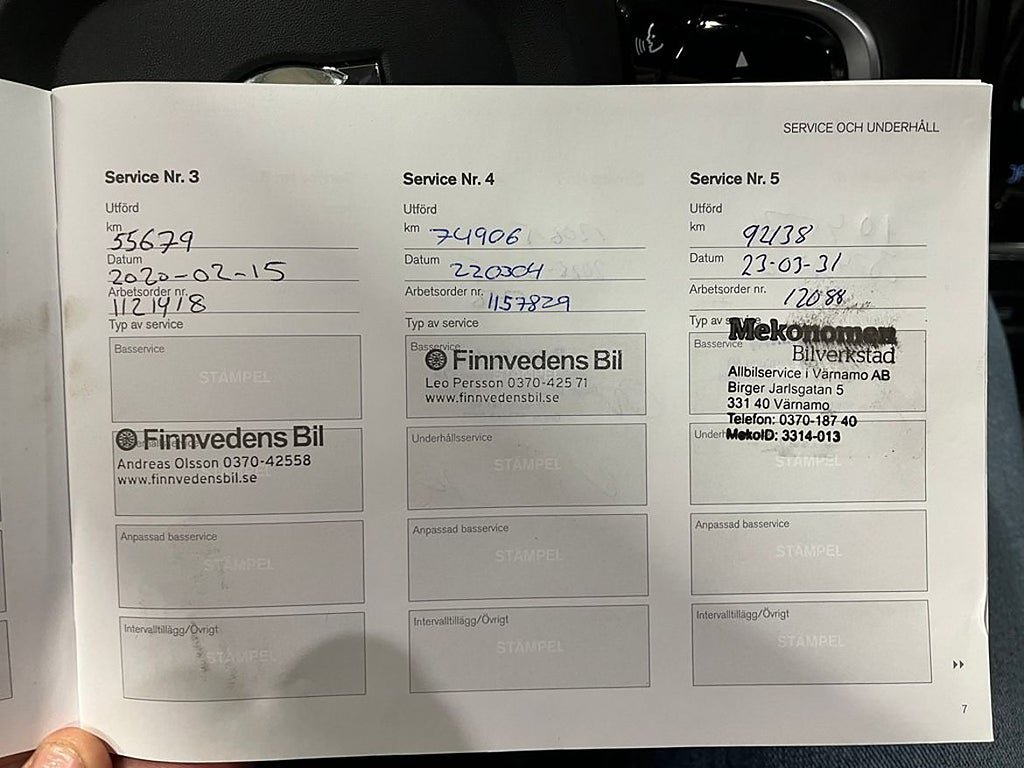 SERVICE OCH UNDERHÅLL
Service Nr. 3
Utförd
km
55679
Datum
2020-02-15
Arbetsorder nr.
1121418
Typ av service
Basservice
STÄMPEL
Finnvedens Bil
Andreas Olsson 0370-42558
www.finnvedensbil.se
Anpassad basservice
STÄMPEL
Intervalltillägg/Övrigt
STÄMPEL
Service Nr. 4
Utförd
km 74906
Datum 220304
Arbetsorder nr. 1157829
Typ av service
Basservice
Finnvedens Bil
Leo Persson 0370-425 71
www.finnvedensbil.se
Underhållsservice
STÄMPEL
Anpassad basservice
STÄMPEL
Intervalltillägg/Övrigt
STÄMPEL
Service Nr. 5
Utförd
km 92138
Datum 23-03-31
Arbetsorder nr. 12088
Typ av service
Basservice
Mekonomen
Bilverkstad
Allbilservice i Värnamo AB
Birger Jarlsgatan 5
331 40 Värnamo
Telefon: 0370-187 40
MekoID: 3314-013
STÄMPEL
Anpassad basservice
STÄMPEL
Intervalltillägg/Övrigt
STÄMPEL
7